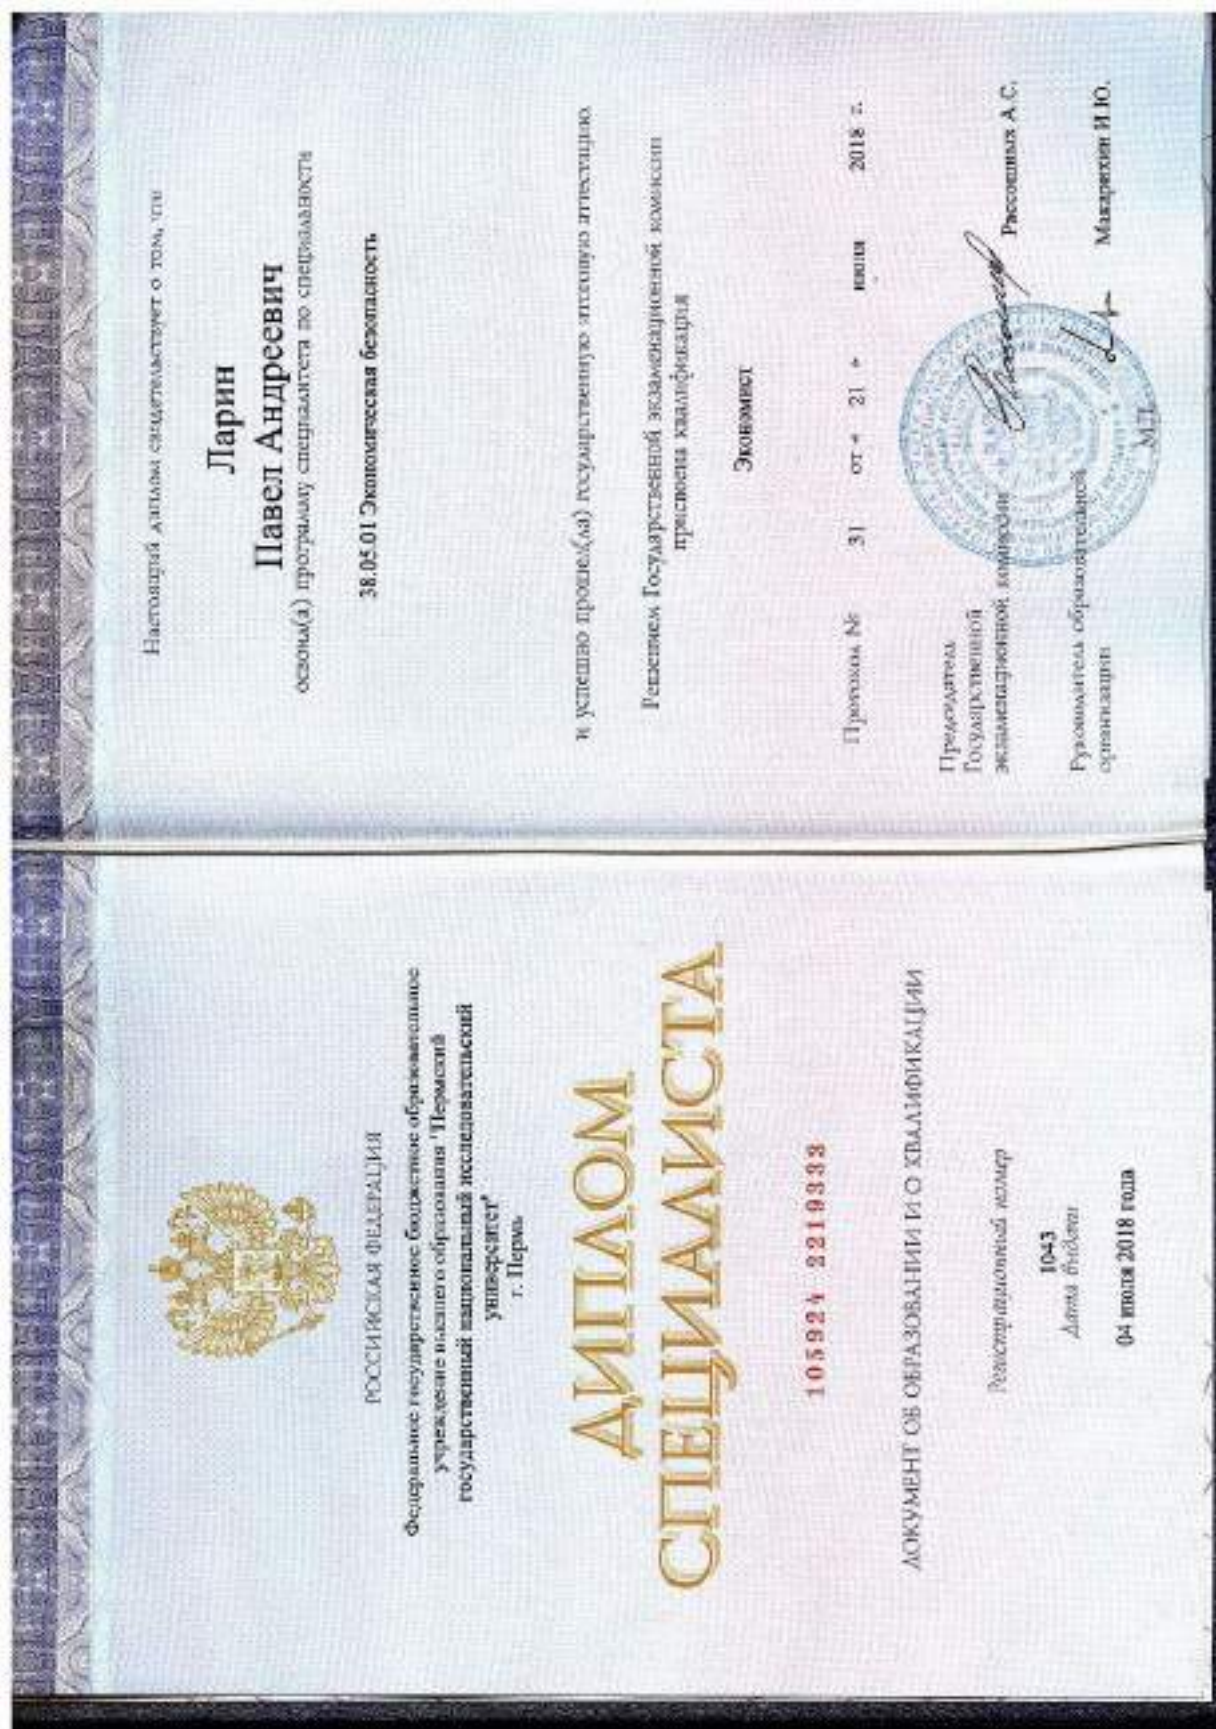 РОССИЙСКАЯ ФЕДЕРАЦИЯ
Федеральное государственное бюджетное образовательное
учреждение высшего образования "Пермский
государственный национальный исследовательский
университет"
г. Пермь
ДИПЛОМ
СПЕЦИАЛИСТА
105924 2219333
ДОКУМЕНТ ОБ ОБРАЗОВАНИИ И О КВАЛИФИКАЦИИ
Регистрационный номер
1043
Дата выдачи
04 июля 2018 года
Настоящий диплом свидетельствует о том, что
Ларин
Павел Андреевич
освоил(а) программу специалитета по специальности
38.05.01 Экономическая безопасность
и успешно прошел(ла) государственную итоговую аттестацию.
Решением Государственной экзаменационной комиссии
присвоена квалификация
Экономист
Протокол № 31 от « 21 » июня 2018 г.
Председатель
Государственной
экзаменационной комиссии
Рассошных А.С.
Руководитель образовательной
организации
Макарихин И.Ю.
М.П.